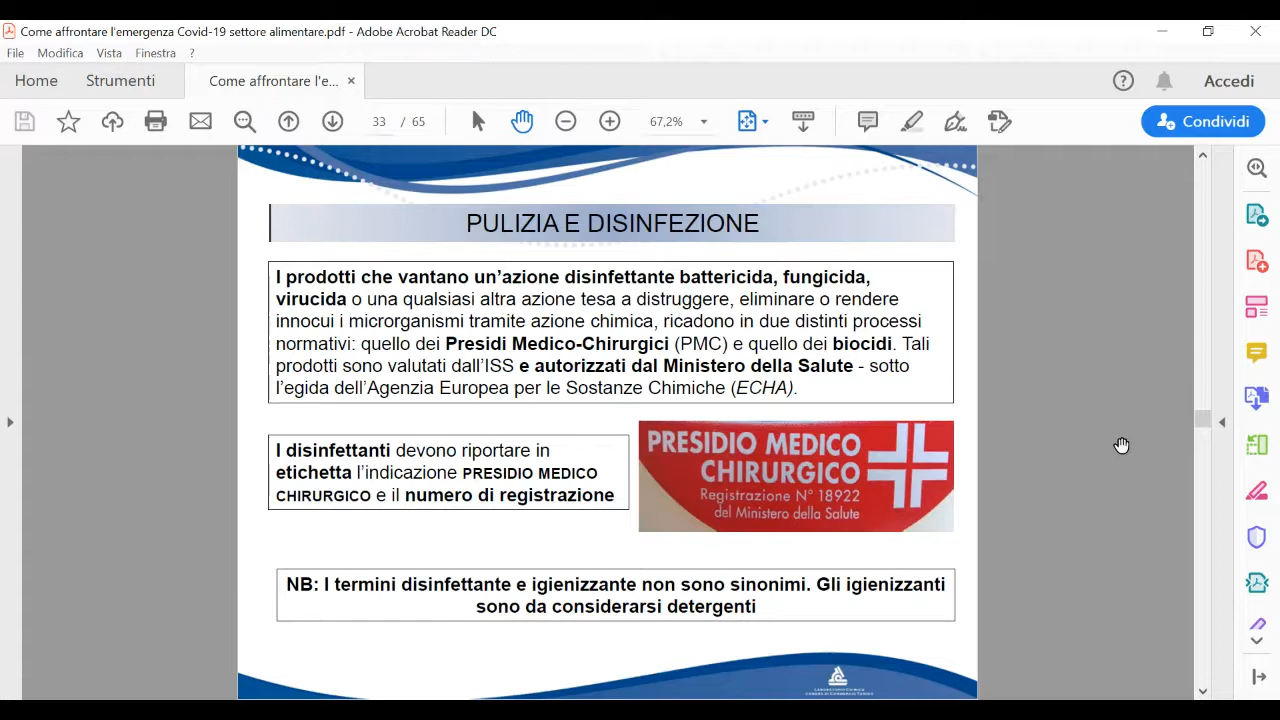 Come affrontare l'emergenza Covid-19 settore alimentare.pdf - Adobe Acrobat Reader DC
File Modifica Vista Finestra ?
Home Strumenti Come affrontare l'e... × Accedi
33 / 65 67,2% Condividi
PULIZIA E DISINFEZIONE
I prodotti che vantano un'azione disinfettante battericida, fungicida,
virucida o una qualsiasi altra azione tesa a distruggere, eliminare o rendere
innocui i microrganismi tramite azione chimica, ricadono in due distinti processi
normativi: quello dei Presidi Medico-Chirurgici (PMC) e quello dei biocidi. Tali
prodotti sono valutati dall'ISS e autorizzati dal Ministero della Salute - sotto
l'egida dell'Agenzia Europea per le Sostanze Chimiche (ECHA).
I disinfettanti devono riportare in
etichetta l'indicazione PRESIDIO MEDICO
CHIRURGICO e il numero di registrazione
PRESIDIO MEDICO
CHIRURGICO
Registrazione N° 18922
del Ministero della Salute
NB: I termini disinfettante e igienizzante non sono sinonimi. Gli igienizzanti
sono da considerarsi detergenti
LABORATORIO CHIMICO
CAMERA DI COMMERCIO TORINO